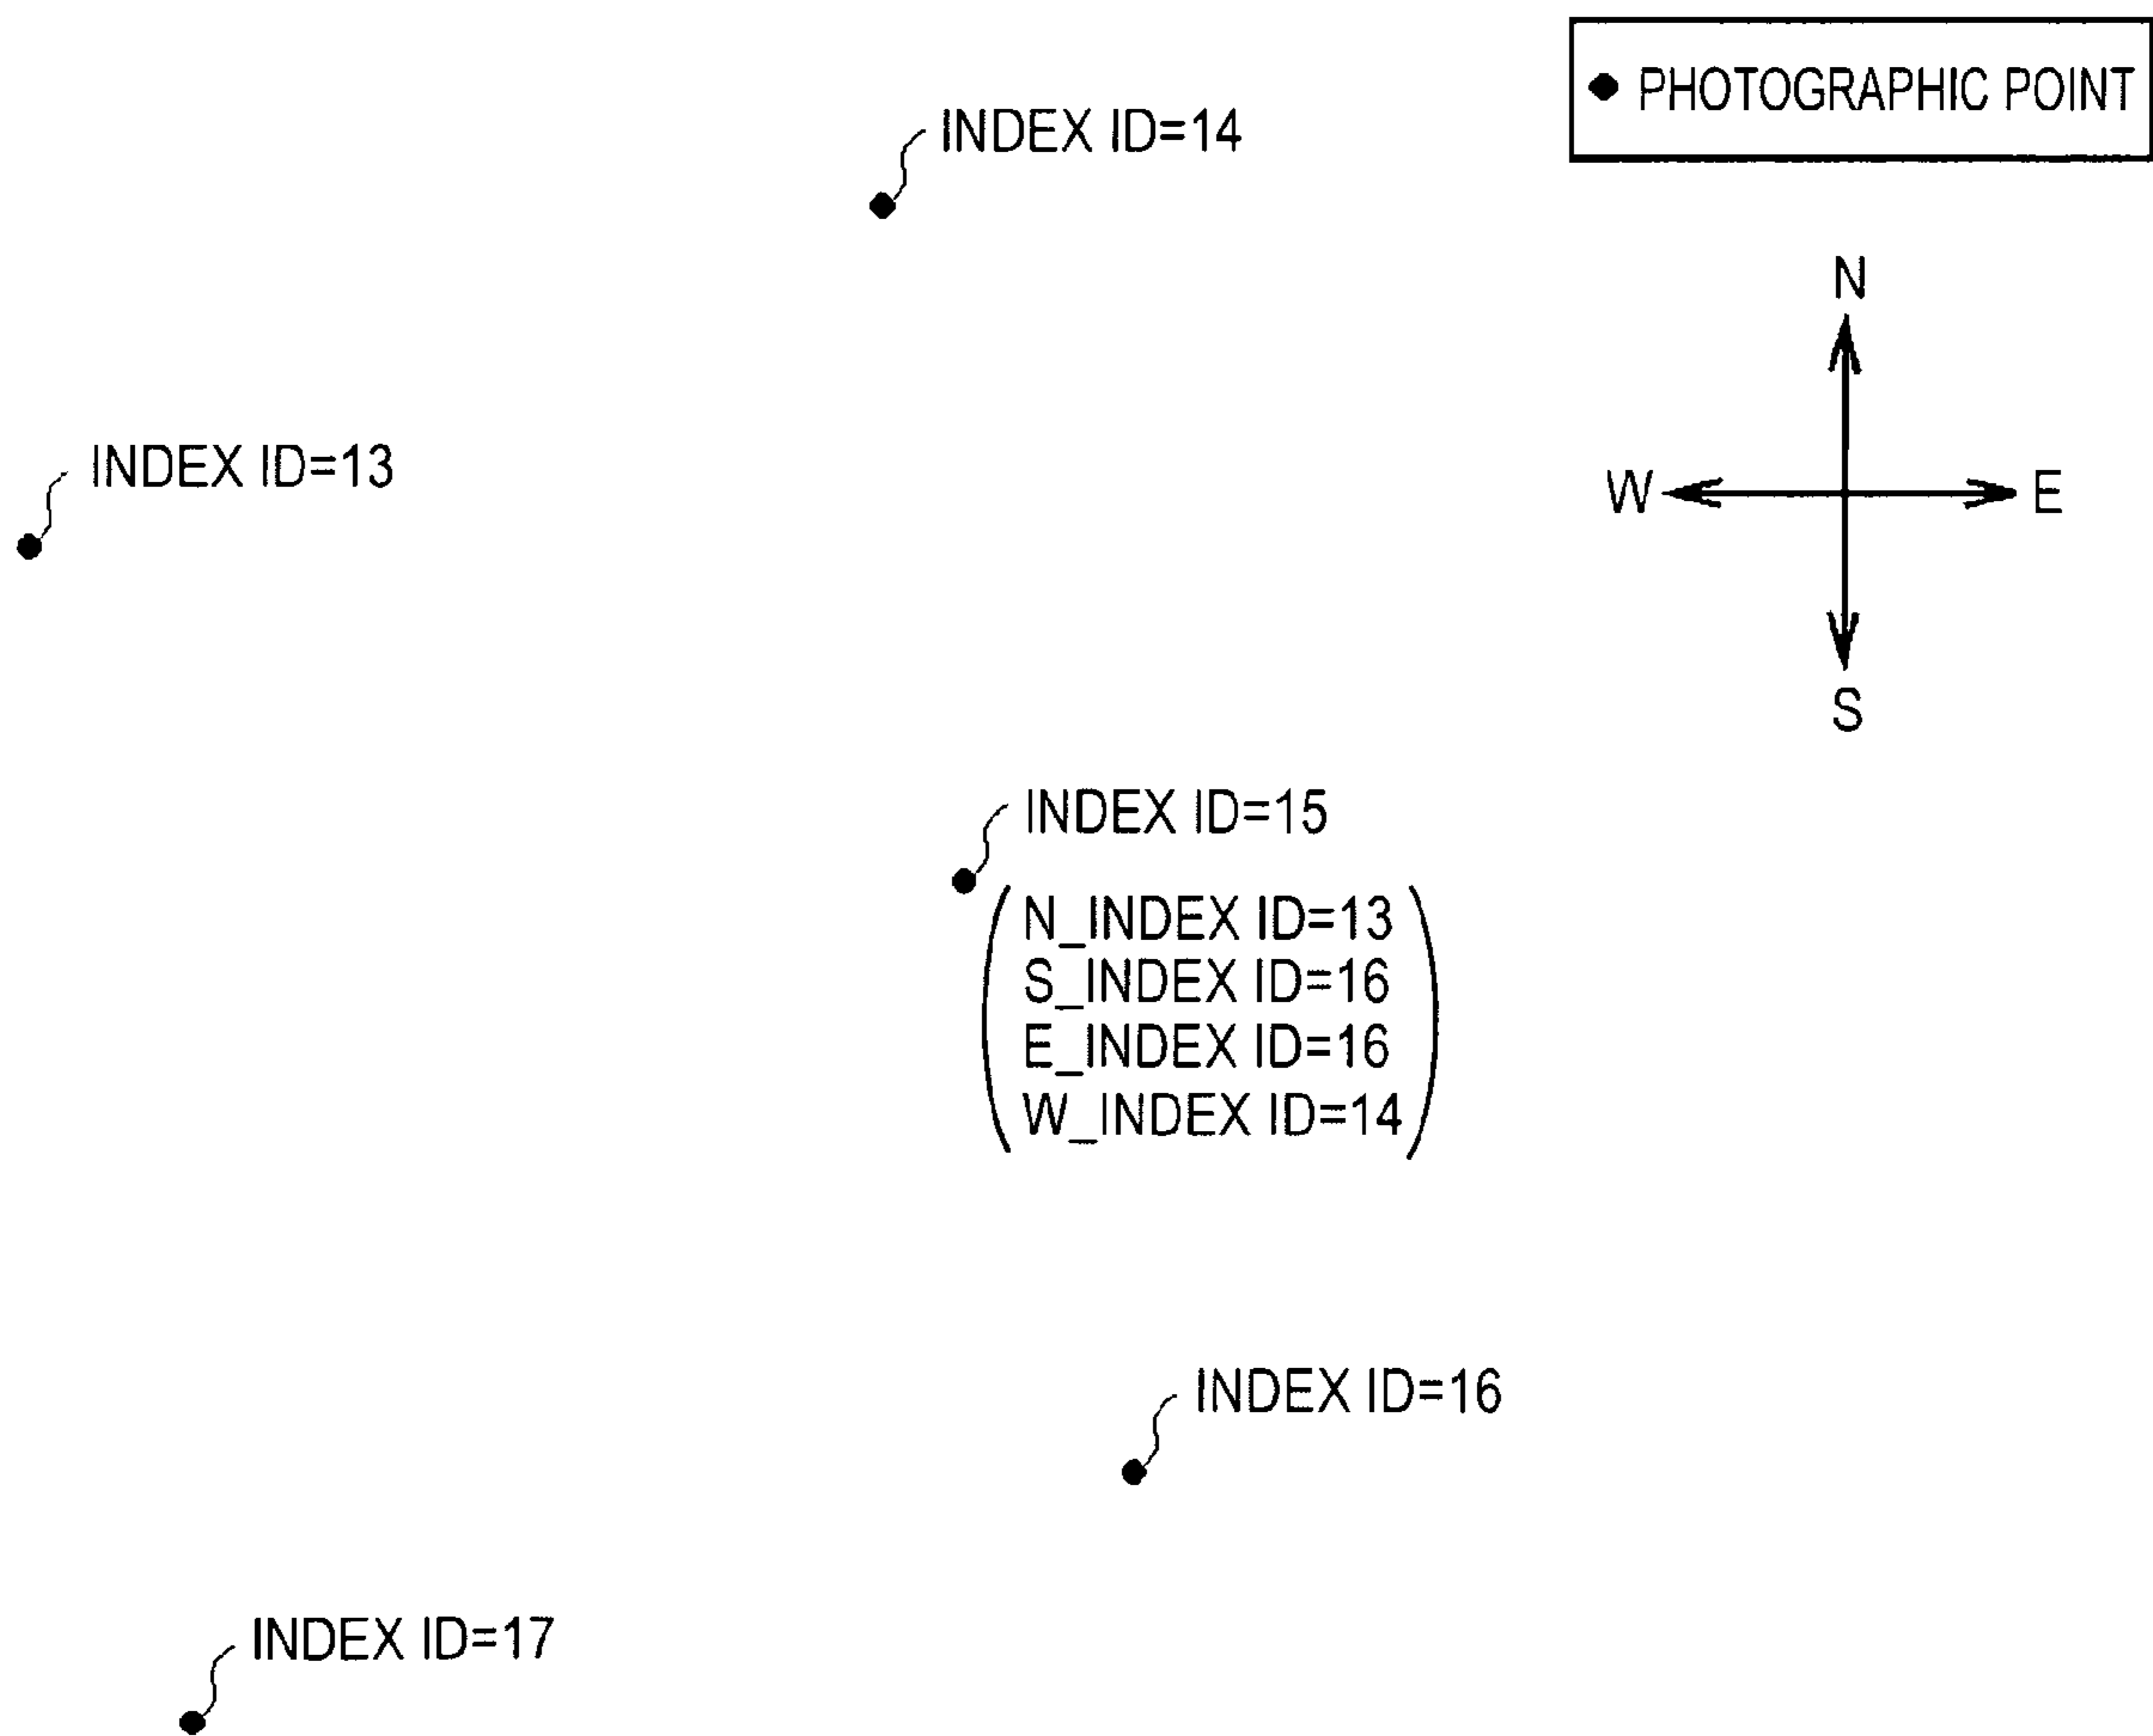 PHOTOGRAPHIC POINT
INDEX ID=14
N
INDEX ID=13
W
E
S
INDEX ID=15
N_INDEX ID=13
S_INDEX ID=16
E_INDEX ID=16
W_INDEX ID=14
INDEX ID=16
INDEX ID=17